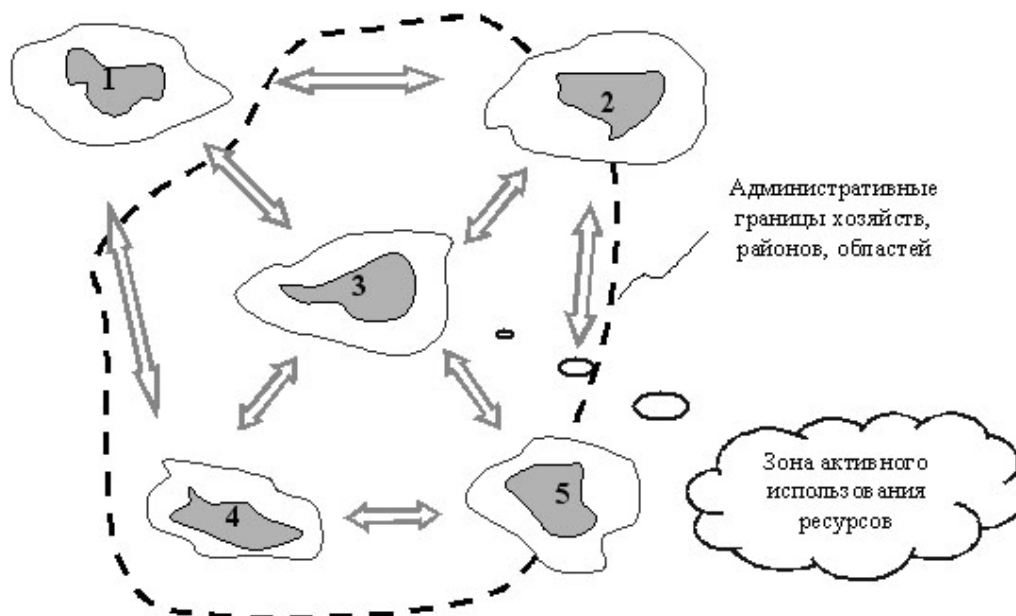 1
2
Административные
границы хозяйств,
районов, областей
3
Зона активного
использования
ресурсов
4
5